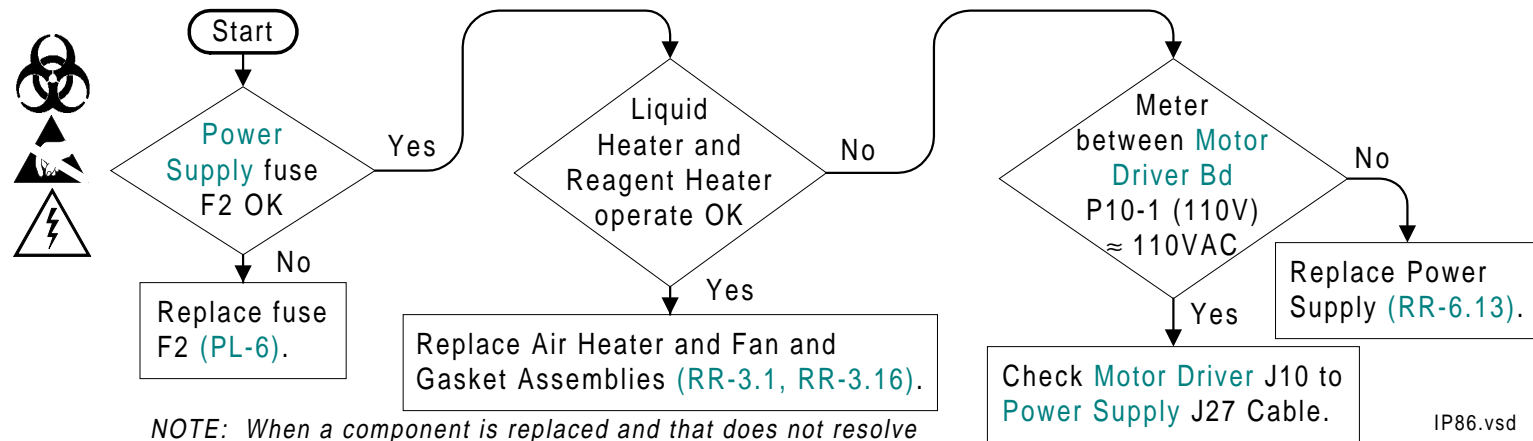 Start
Power
Supply fuse
F2 OK
Yes
No
Replace fuse
F2 (PL-6).
Liquid
Heater and
Reagent Heater
operate OK
No
Yes
Replace Air Heater and Fan and
Gasket Assemblies (RR-3.1, RR-3.16).
Meter
between Motor
Driver Bd
P10-1 (110V)
≈ 110VAC
No
Replace Power
Supply (RR-6.13).
Yes
Check Motor Driver J10 to
Power Supply J27 Cable.
NOTE: When a component is replaced and that does not resolve
IP86.vsd